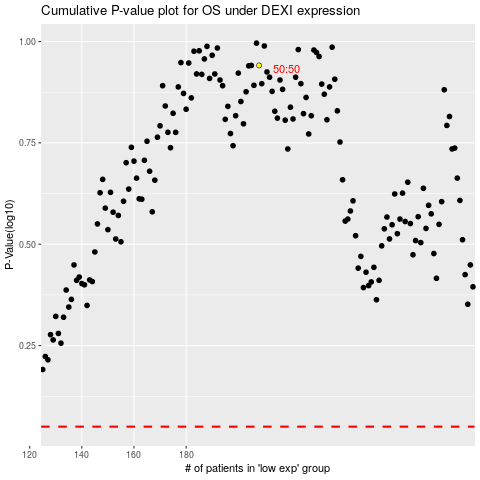 Cumulative P-value plot for OS under DEXI expression
P-Value(log10)
1.00
0.75
0.50
0.25
50:50
120 140 160 180
# of patients in 'low exp' group